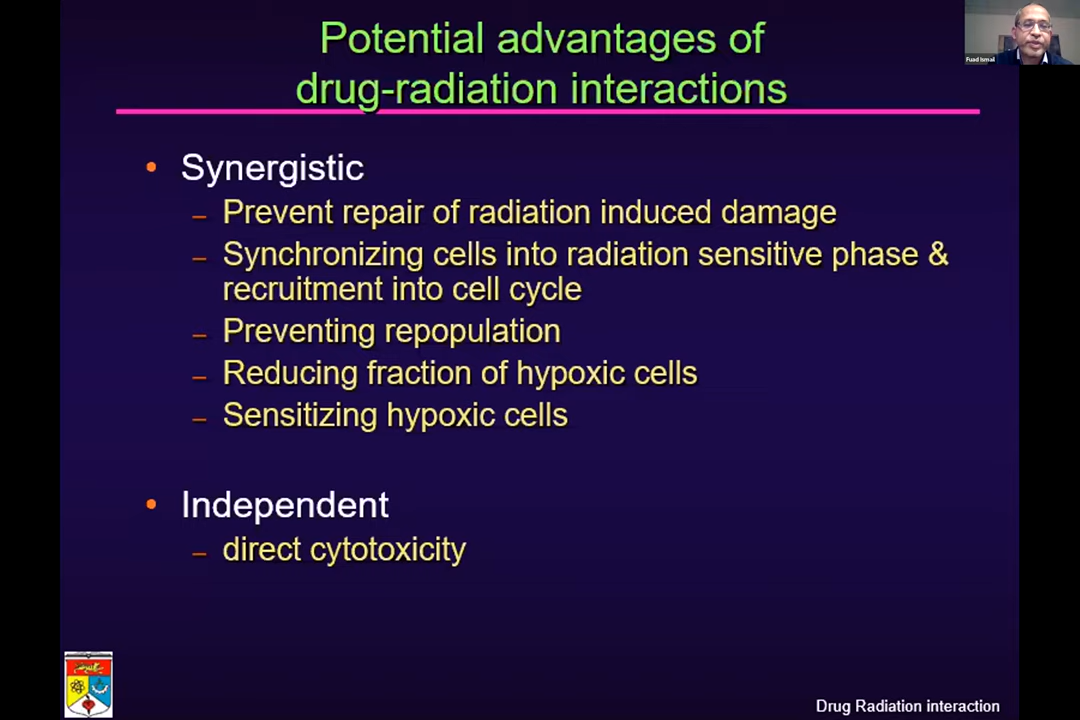 Potential advantages of
drug-radiation interactions
Fuad Ismail
• Synergistic
– Prevent repair of radiation induced damage
– Synchronizing cells into radiation sensitive phase &
recruitment into cell cycle
– Preventing repopulation
– Reducing fraction of hypoxic cells
– Sensitizing hypoxic cells
• Independent
– direct cytotoxicity
Drug Radiation interaction